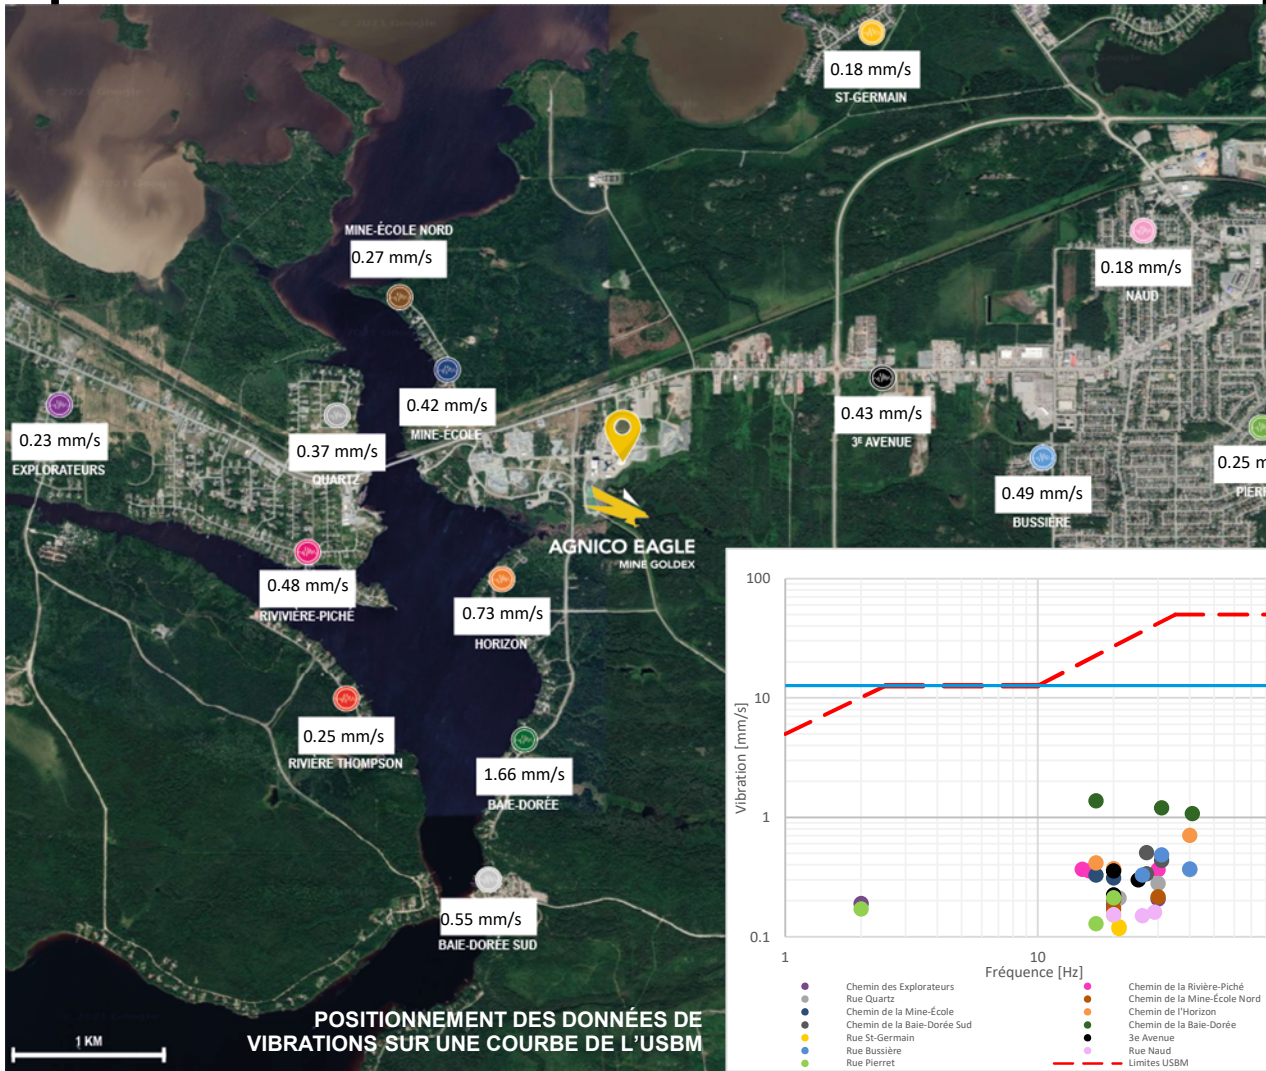 0.18 mm/s
ST-GERMAIN
MINE-ÉCOLE NORD
0.27 mm/s
0.18 mm/s
NAUD
0.23 mm/s
EXPLORATEURS
0.37 mm/s
QUARTZ
0.42 mm/s
MINE-ÉCOLE
0.43 mm/s
3E AVENUE
0.49 mm/s
BUSSIÈRE
0.25 m
PIER
AGNICO EAGLE
MINE GOLDEX
0.48 mm/s
RIVIVIÈRE-PICHÉ
0.73 mm/s
HORIZON
0.25 mm/s
RIVIÈRE THOMPSON
1.66 mm/s
BAIE-DORÉE
0.55 mm/s
BAIE-DORÉE SUD
POSITIONNEMENT DES DONNÉES DE
VIBRATIONS SUR UNE COURBE DE L'USBM
1 KM
100
10
1
0.1
Vibration [mm/s]
1
10
Fréquence [Hz]
Chemin des Explorateurs
Chemin de la Rivière-Piché
Rue Quartz
Chemin de la Mine-École Nord
Chemin de la Mine-École
Chemin de l'Horizon
Chemin de la Baie-Dorée Sud
Chemin de la Baie-Dorée
Rue St-Germain
3e Avenue
Rue Bussière
Rue Naud
Rue Pierret
Limites USBM